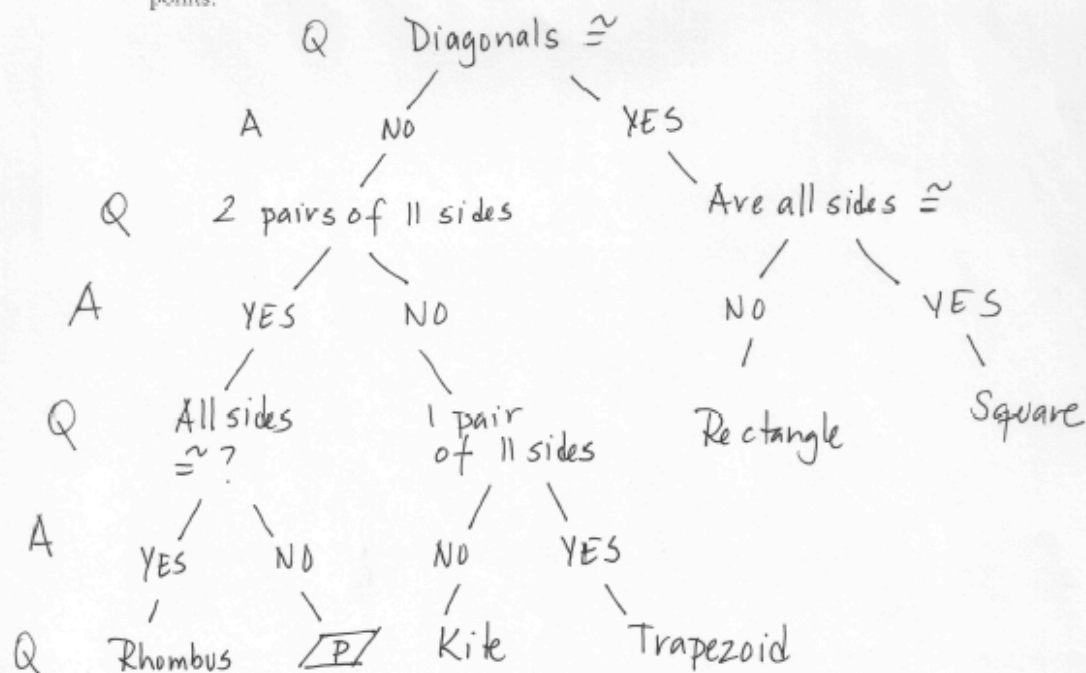 points.
Q Diagonals ≅
A NO YES
Q 2 pairs of || sides Are all sides ≅
A YES NO NO YES
Q All sides 1 pair Rectangle Square
≅ ? of || sides
A YES NO NO YES
Q Rhombus P Kite Trapezoid